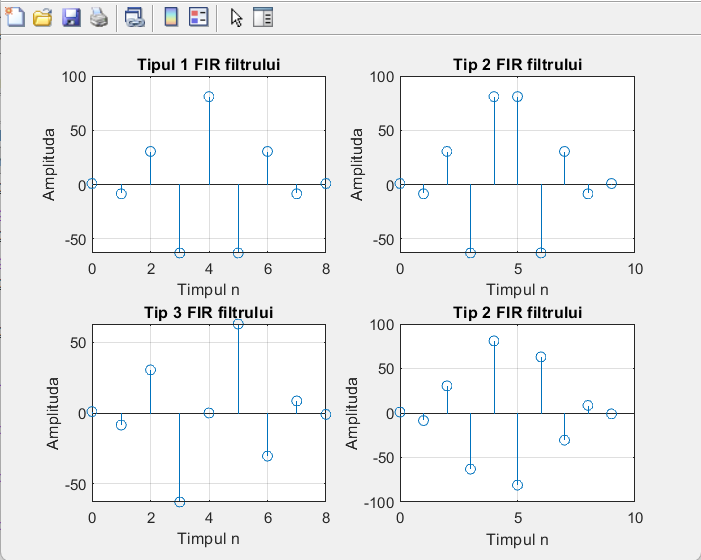 Tipul 1 FIR filtrului
100
50
0
-50
Amplituda
0 2 4 6 8
Timpul n
Tip 2 FIR filtrului
100
50
0
-50
Amplituda
0 5 10
Timpul n
Tip 3 FIR filtrului
50
0
-50
Amplituda
0 2 4 6 8
Timpul n
Tip 2 FIR filtrului
100
50
0
-50
-100
Amplituda
0 5 10
Timpul n